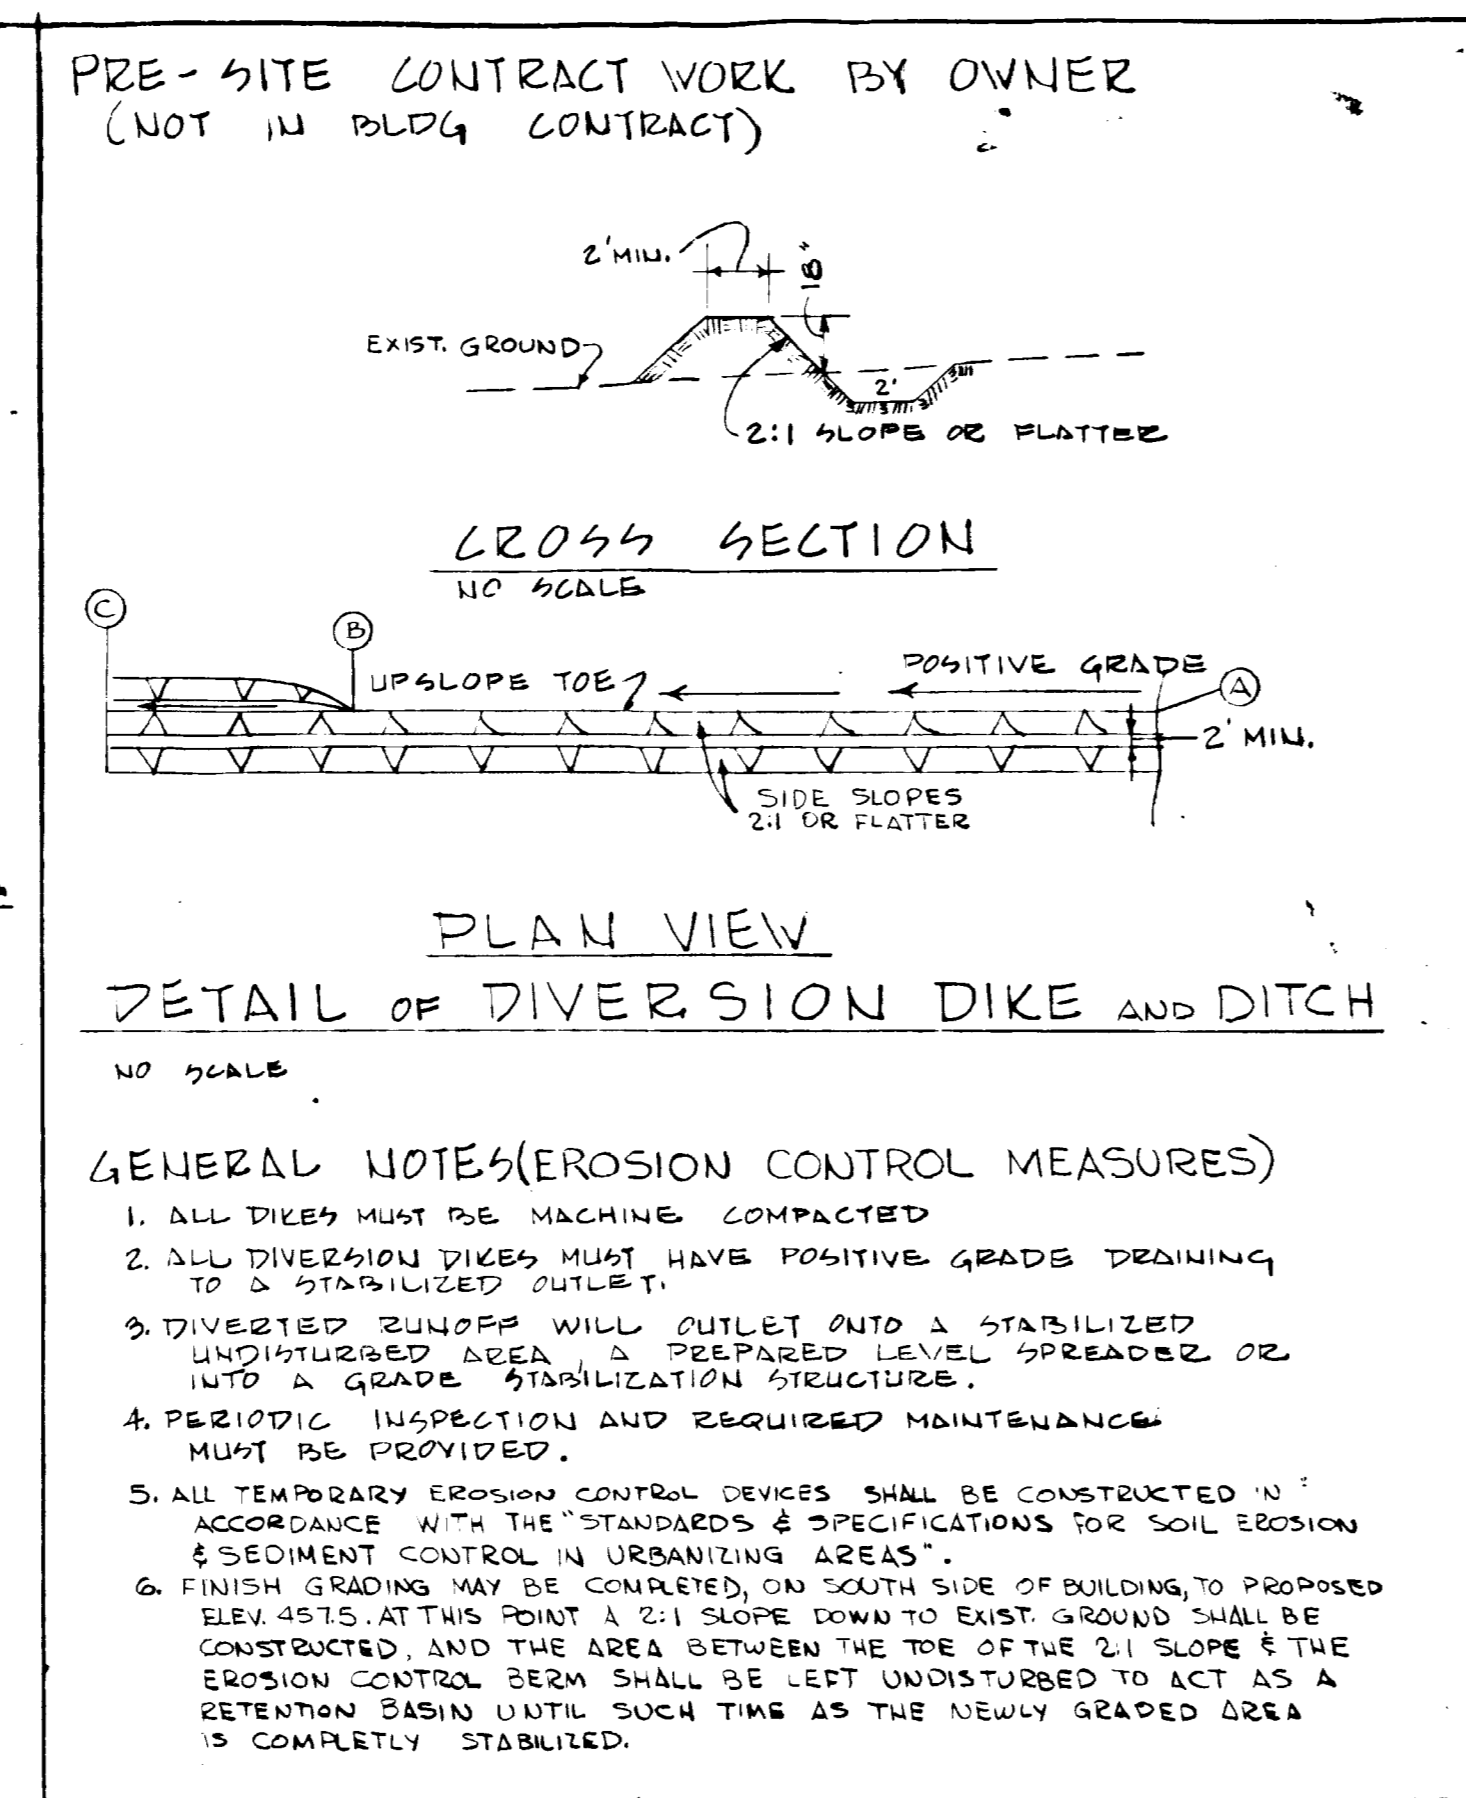 PRE-SITE CONTRACT WORK BY OWNER
(NOT IN BLDG CONTRACT)
2' MIN.
18"
EXIST. GROUND
2'
2:1 SLOPE OR FLATTER
CROSS SECTION
NO SCALE
C
B
UPSLOPE TOE
POSITIVE GRADE
A
2' MIN.
SIDE SLOPES
2:1 OR FLATTER
PLAN VIEW
DETAIL OF DIVERSION DIKE AND DITCH
NO SCALE
GENERAL NOTES(EROSION CONTROL MEASURES)
1. ALL DIKES MUST BE MACHINE COMPACTED
2. ALL DIVERSION DIKES MUST HAVE POSITIVE GRADE DRAINING
TO A STABILIZED OUTLET.
3. DIVERTED RUNOFF WILL OUTLET ONTO A STABILIZED
UNDISTURBED AREA, A PREPARED LEVEL SPREADER OR
INTO A GRADE STABILIZATION STRUCTURE.
4. PERIODIC INSPECTION AND REQUIRED MAINTENANCE
MUST BE PROVIDED.
5. ALL TEMPORARY EROSION CONTROL DEVICES SHALL BE CONSTRUCTED IN
ACCORDANCE WITH THE "STANDARDS & SPECIFICATIONS FOR SOIL EROSION
& SEDIMENT CONTROL IN URBANIZING AREAS".
6. FINISH GRADING MAY BE COMPLETED, ON SOUTH SIDE OF BUILDING, TO PROPOSED
ELEV. 457.5. AT THIS POINT A 2:1 SLOPE DOWN TO EXIST. GROUND SHALL BE
CONSTRUCTED, AND THE AREA BETWEEN THE TOE OF THE 2:1 SLOPE & THE
EROSION CONTROL BERM SHALL BE LEFT UNDISTURBED TO ACT AS A
RETENTION BASIN UNTIL SUCH TIME AS THE NEWLY GRADED AREA
IS COMPLETLY STABILIZED.